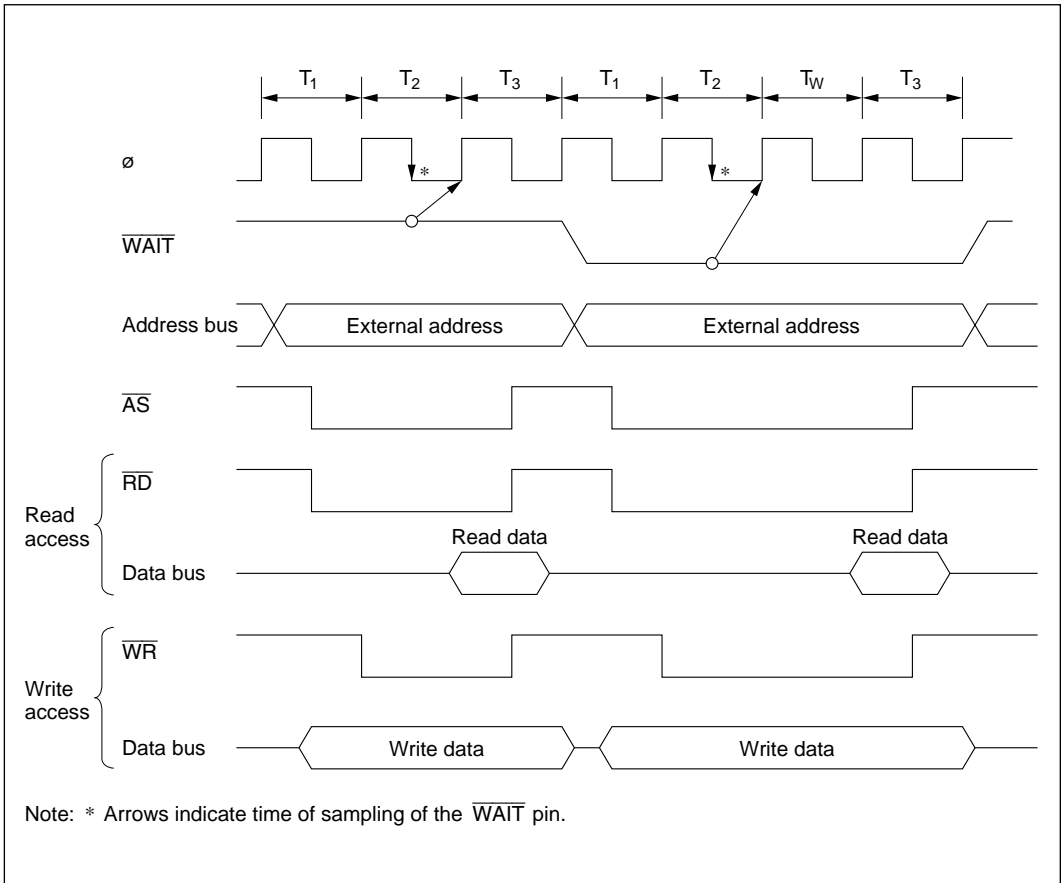 T1 T2 T3 T1 T2 TW T3
ø * *
WAIT
Address bus External address External address
AS
RD
Read access
Read data Read data
Data bus
WR
Write access
Data bus Write data Write data
Note: * Arrows indicate time of sampling of the WAIT pin.